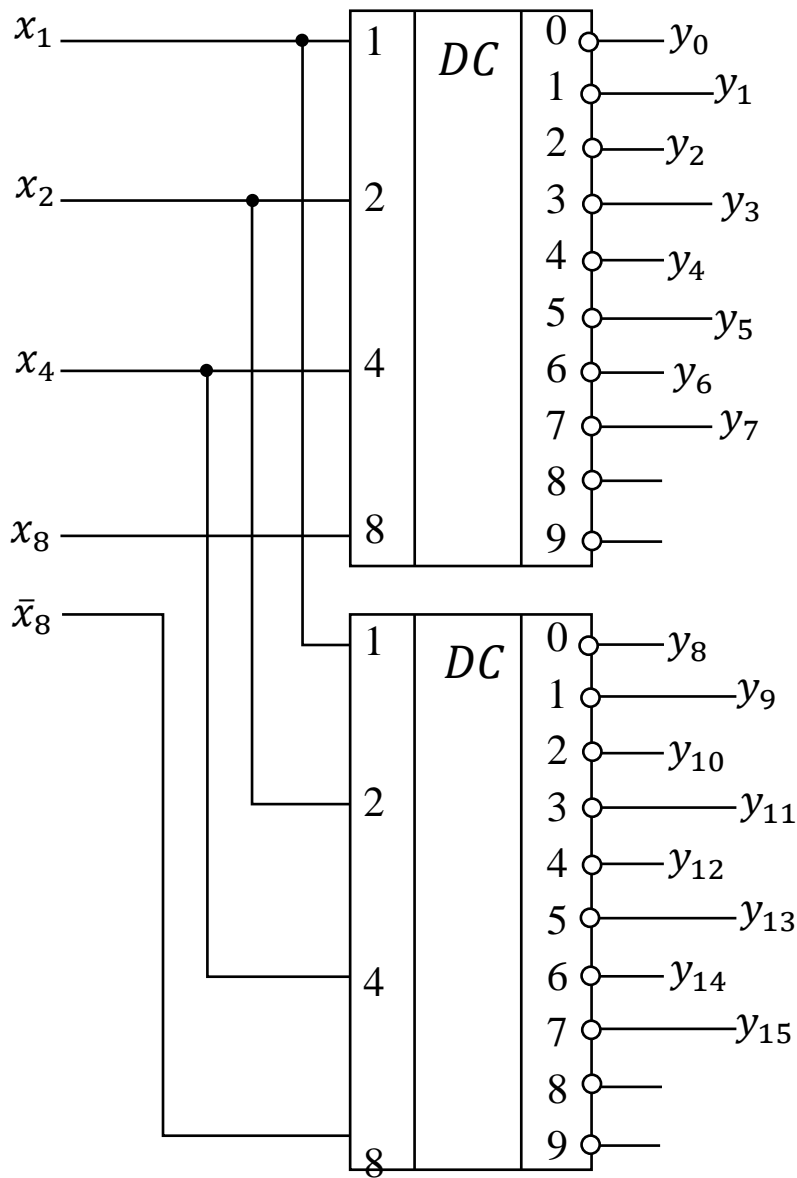 x₁ 1 DC 0 y₀
1 y₁
2 y₂
x₂ 2 3 y₃
4 y₄
5 y₅
x₄ 4 6 y₆
7 y₇
8
x₈ 8 9
x̄₈
1 DC 0 y₈
1 y₉
2 y₁₀
2 3 y₁₁
4 y₁₂
5 y₁₃
4 6 y₁₄
7 y₁₅
8
8 9